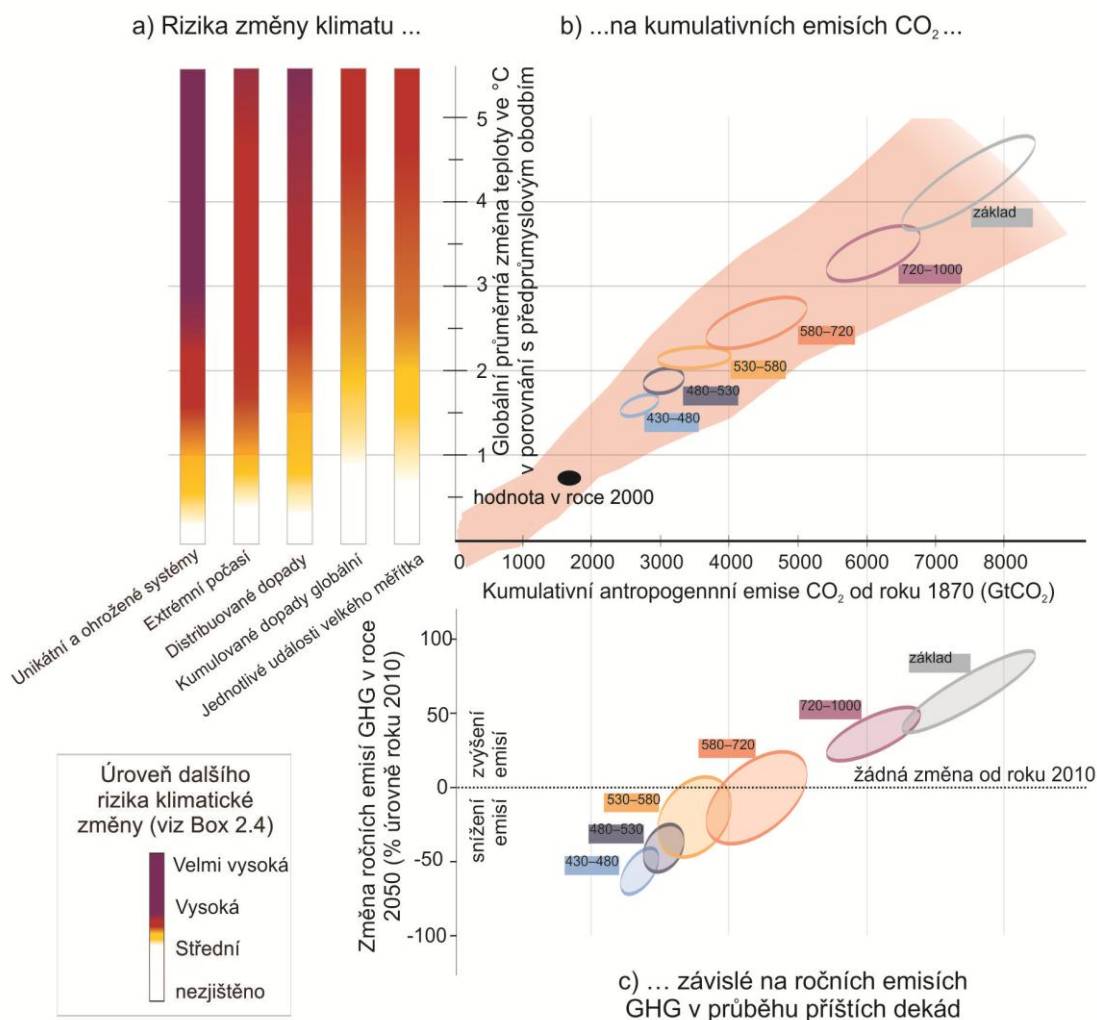 a) Rizika změny klimatu ...
b) ...na kumulativních emisích CO₂...
Globální průměrná změna teploty ve °C
v porovnání s předprůmyslovým obodbím
5
4
3
2
1
základ
720–1000
580–720
530–580
480–530
430–480
hodnota v roce 2000
0
1000
2000
3000
4000
5000
6000
7000
8000
Kumulativní antropogennní emise CO₂ od roku 1870 (GtCO₂)
Unikátní a ohrožené systémy
Extrémní počasí
Distribuované dopady
Kumulované dopady globální
Jednotlivé události velkého měřítka
Změna ročních emisí GHG v roce
2050 (% úrovně roku 2010)
100
50
0
-50
-100
zvýšení
emisí
snížení
emisí
základ
720–1000
580–720
530–580
480–530
430–480
žádná změna od roku 2010
Úroveň dalšího
rizika klimatické
změny (viz Box 2.4)
Velmi vysoká
Vysoká
Střední
nezjištěno
c) ... závislé na ročních emisích
GHG v průběhu příštích dekád